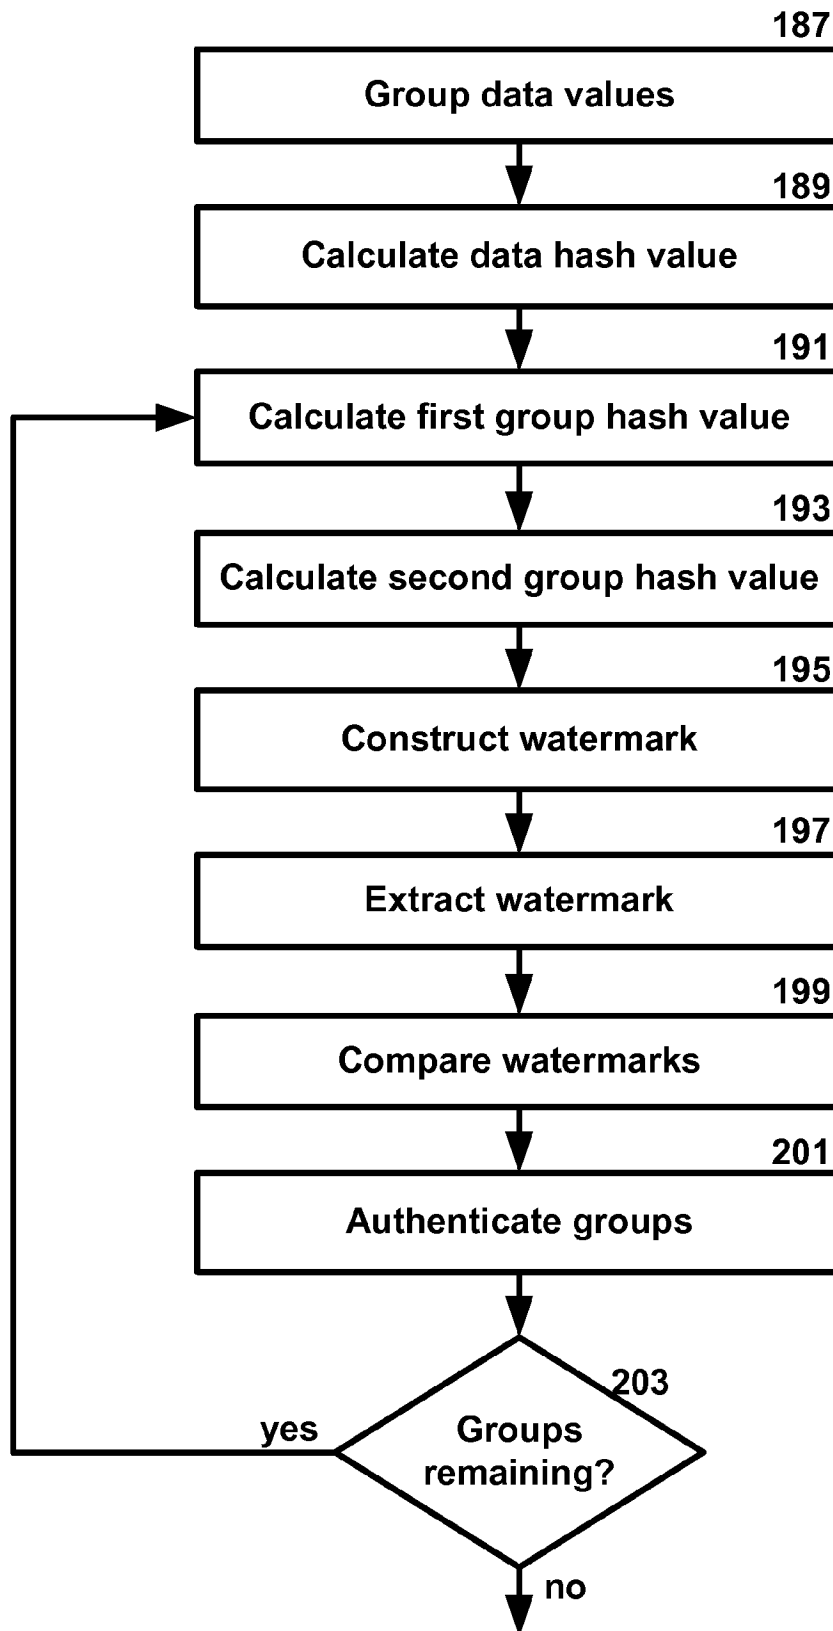 187
Group data values
189
Calculate data hash value
191
Calculate first group hash value
193
Calculate second group hash value
195
Construct watermark
197
Extract watermark
199
Compare watermarks
201
Authenticate groups
203
yes
Groups
remaining?
no